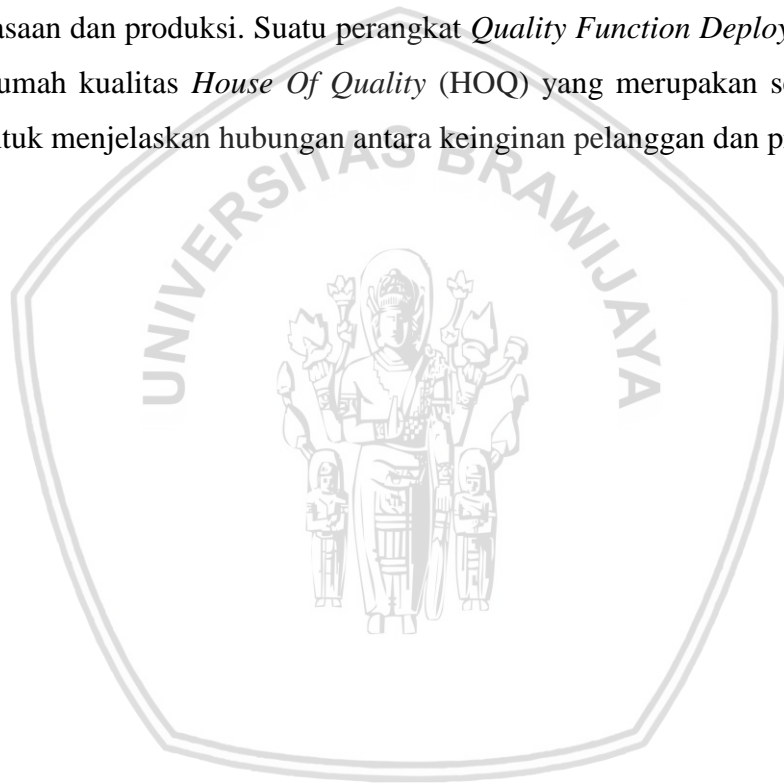 asaan dan produksi. Suatu perangkat Quality Function Deploy
umah kualitas House Of Quality (HOQ) yang merupakan s
tuk menjelaskan hubungan antara keinginan pelanggan dan p
UNIVERSITAS BRAWIJAYA